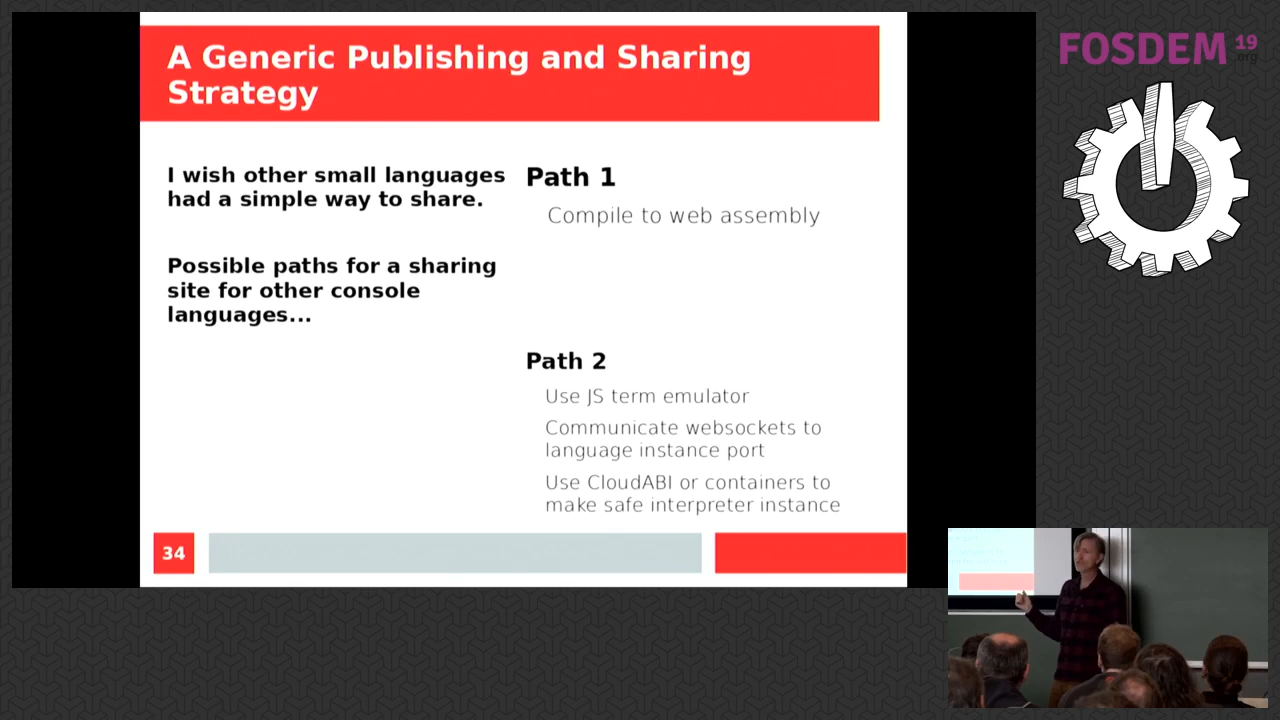 A Generic Publishing and Sharing
Strategy
I wish other small languages
had a simple way to share.
Possible paths for a sharing
site for other console
languages...
Path 1
Compile to web assembly
Path 2
Use JS term emulator
Communicate websockets to
language instance port
Use CloudABI or containers to
make safe interpreter instance
34
FOSDEM 19
.org